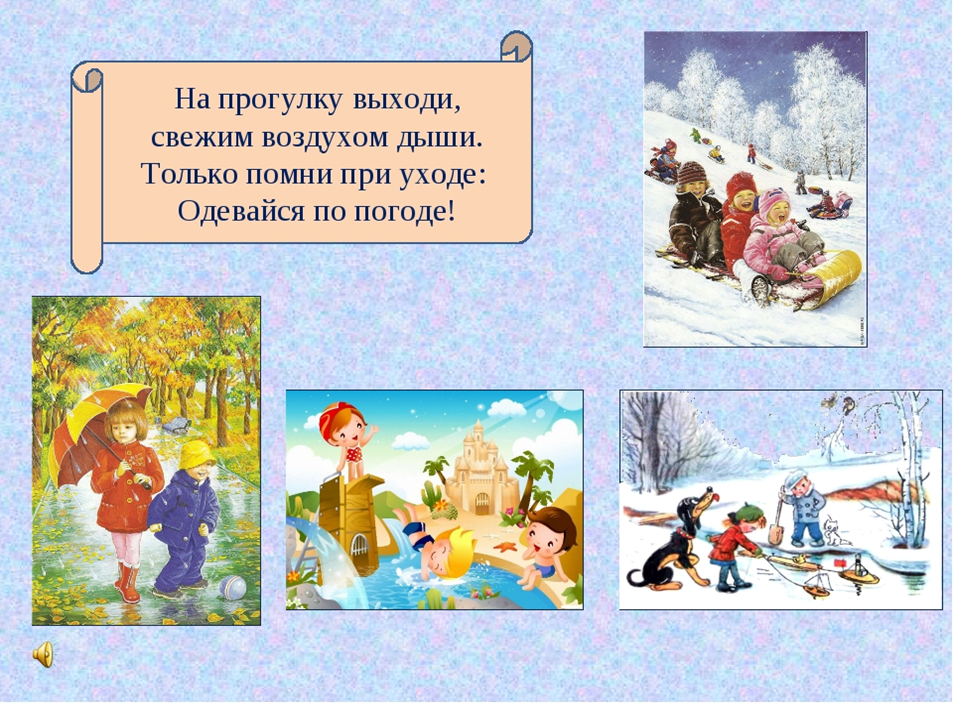 На прогулку выходи,
свежим воздухом дыши.
Только помни при уходе:
Одевайся по погоде!